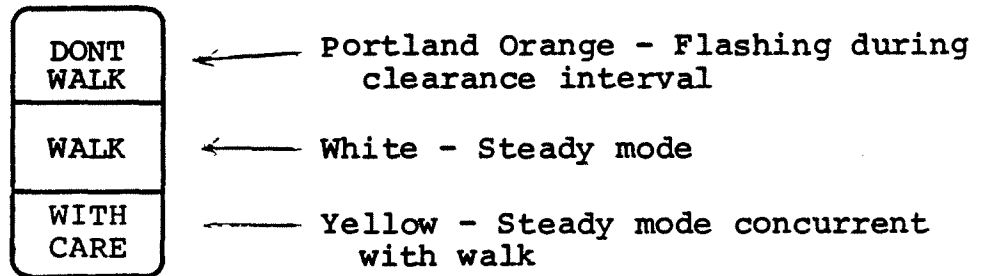 DONT
WALK
Portland Orange - Flashing during
clearance interval
WALK
White - Steady mode
WITH
CARE
Yellow - Steady mode concurrent
with walk